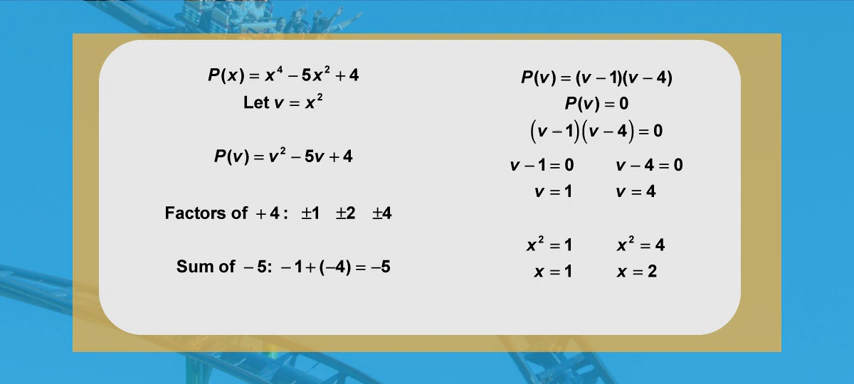 P(x) = x⁴ – 5x² + 4
Let v = x²
P(v) = v² – 5v + 4
Factors of +4: ±1 ±2 ±4
Sum of –5: –1+(–4) = –5
P(v) = (v – 1)(v – 4)
P(v) = 0
(v – 1)(v – 4) = 0
v – 1 = 0 v – 4 = 0
v = 1 v = 4
x² = 1 x² = 4
x = 1 x = 2